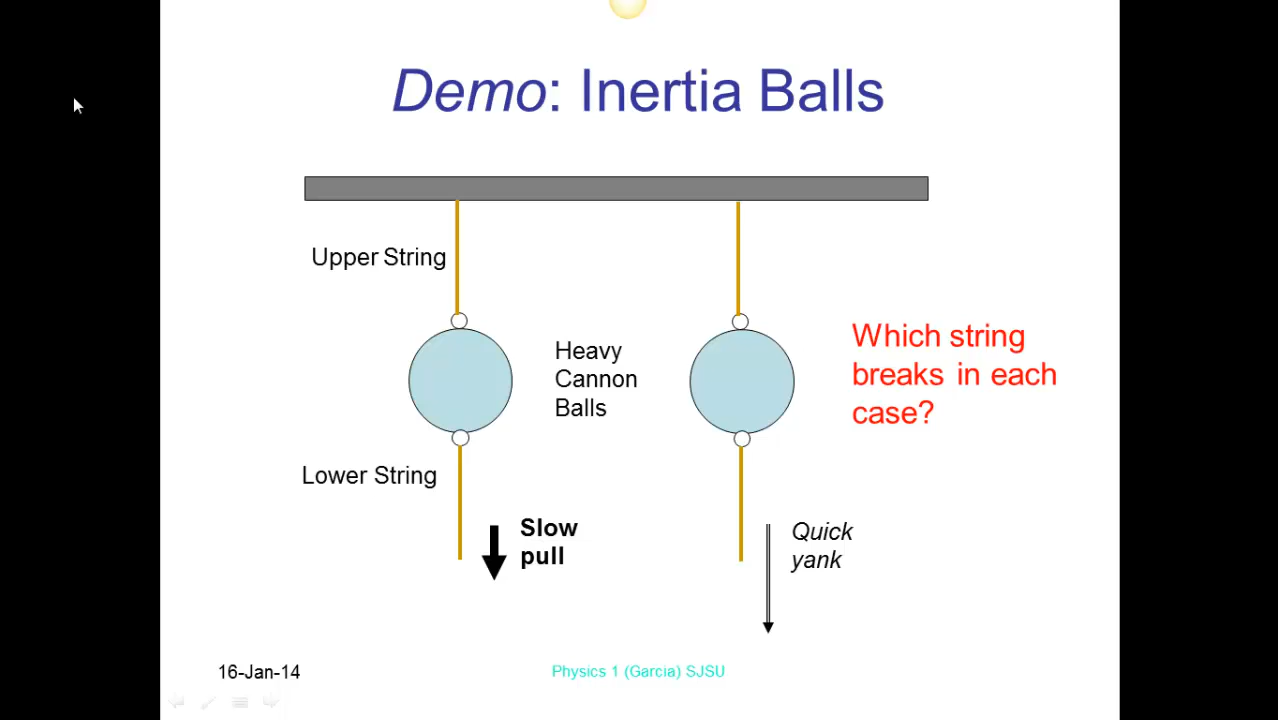 Demo: Inertia Balls
Upper String
Heavy
Cannon
Balls
Which string
breaks in each
case?
Lower String
Slow
pull
Quick
yank
16-Jan-14
Physics 1 (Garcia) SJSU